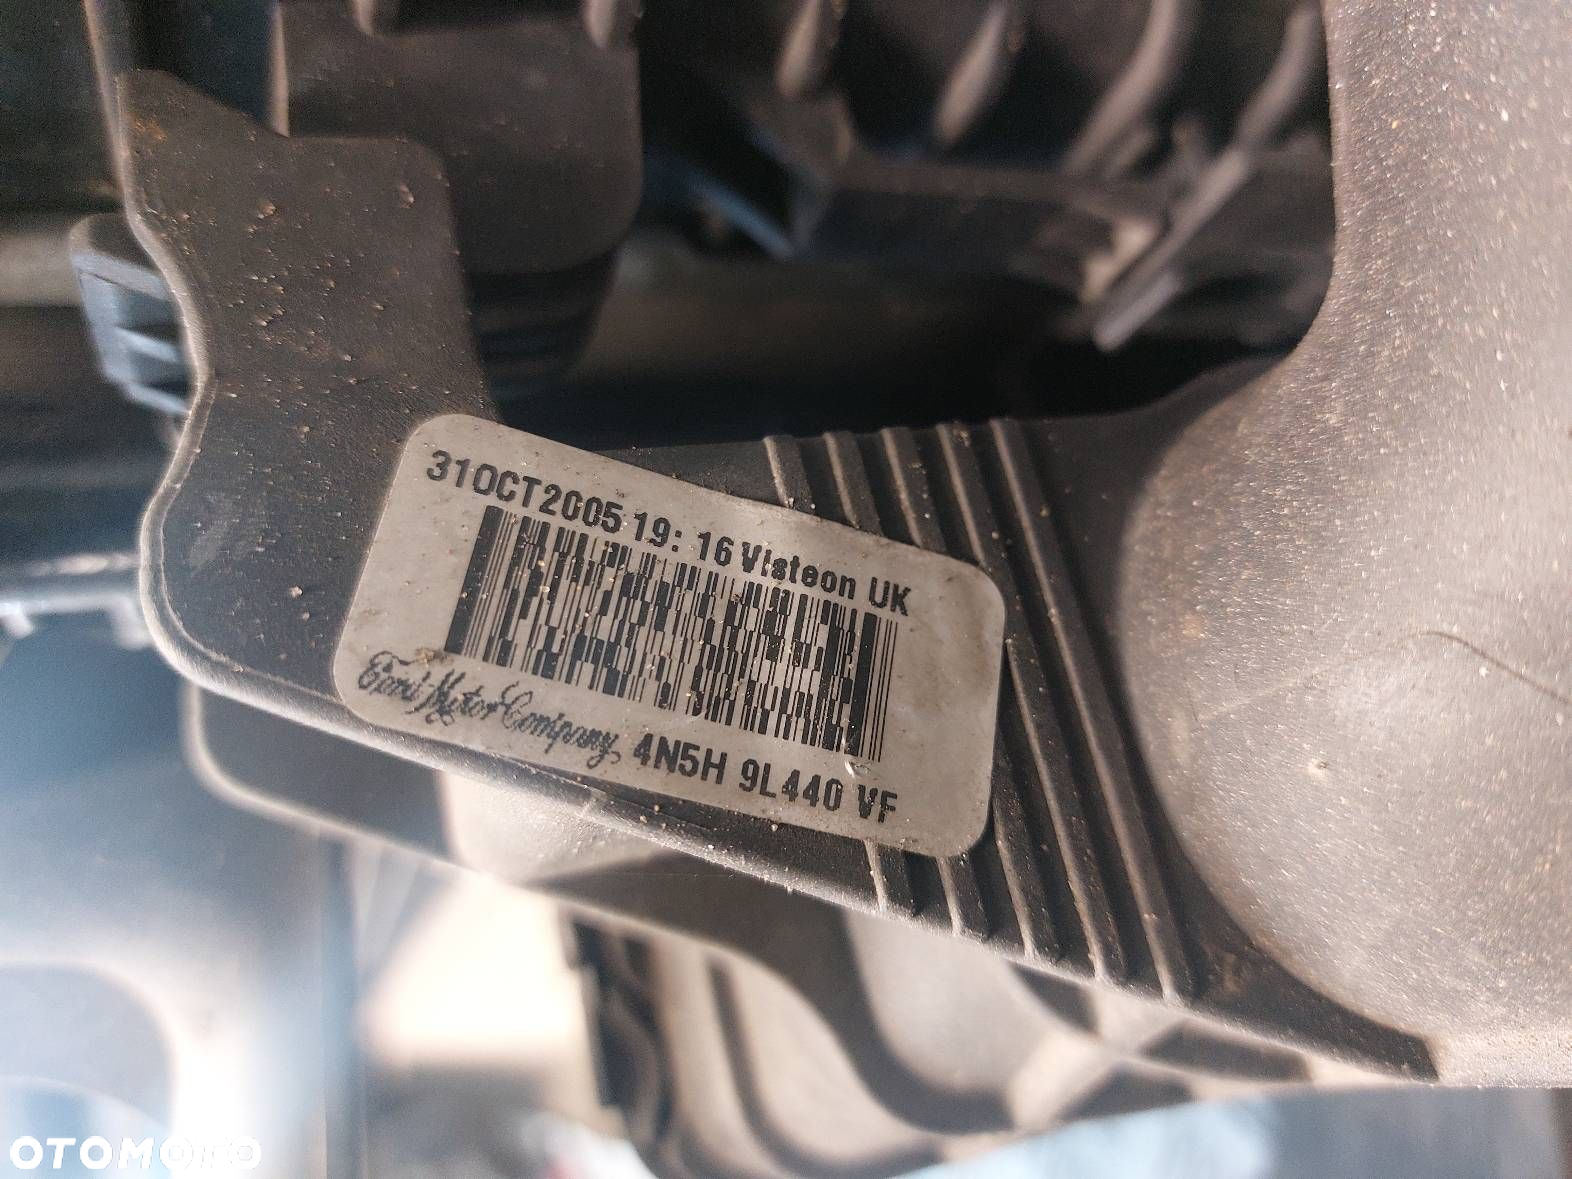 31OCT2005 19: 16 Visteon UK
Ford Motor Company 4N5H 9L440 VF
OTOMOTO